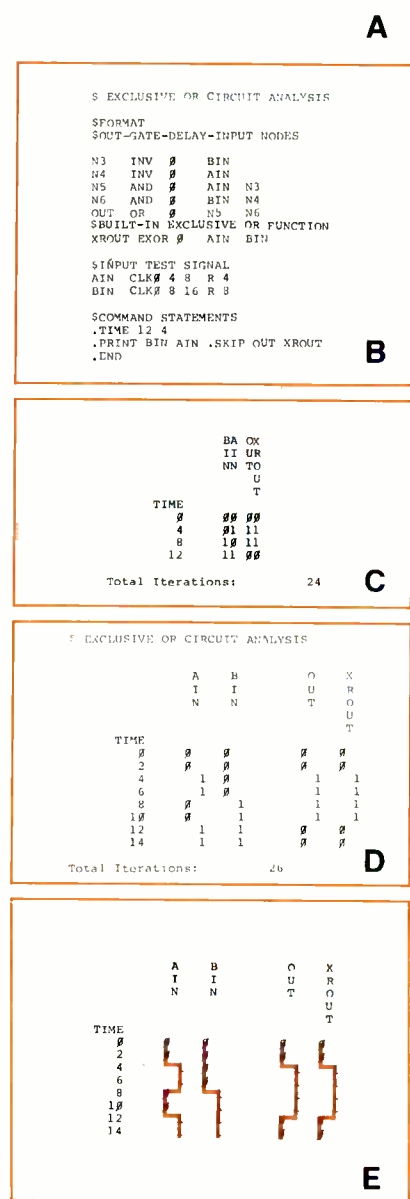 A
$ EXCLUSIVE OR CIRCUIT ANALYSIS
$FORMAT
$OUT-GATE-DELAY-INPUT NODES
N3 INV Ø BIN
N4 INV Ø AIN
N5 AND Ø AIN N3
N6 AND Ø BIN N4
OUT OR Ø N5 N6
$BUILT-IN EXCLUSIVE OR FUNCTION
XROUT EXOR Ø AIN BIN
$INPUT TEST SIGNAL
AIN CLKØ 4 8 R 4
BIN CLKØ 8 16 R 8
$COMMAND STATEMENTS
.TIME 12 4
.PRINT BIN AIN .SKIP OUT XROUT
.END
B
BA OX
II UR
NN TO
U
T
TIME
Ø ØØ ØØ
4 Ø1 11
8 1Ø 11
12 11 ØØ
Total Iterations: 24
C
$ EXCLUSIVE OR CIRCUIT ANALYSIS
A B O X
I I U R
N N T O
U
T
TIME
Ø Ø Ø Ø Ø
2 Ø Ø Ø Ø
4 1 Ø 1 1
6 1 Ø 1 1
8 Ø 1 1 1
1Ø Ø 1 1 1
12 1 1 Ø Ø
14 1 1 Ø Ø
Total Iterations: 26
D
A B O X
I I U R
N N T O
U
T
TIME
Ø
2
4
6
8
1Ø
12
14
E